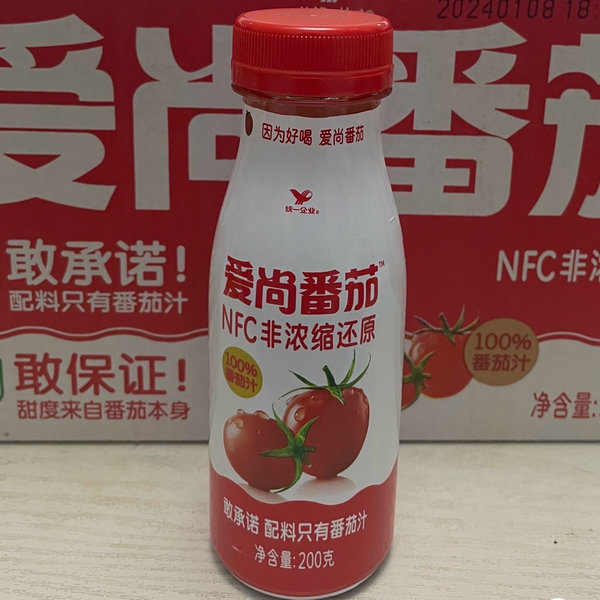 20240108 18:
爱尚番茄
敢承诺!
配料只有番茄汁
敢保证!
甜度来自番茄本身
NFC非浓
100%
番茄汁
净含量:
因为好喝 爱尚番茄
统一企业®
爱尚番茄™
NFC非浓缩还原
100%
番茄汁
敢承诺 配料只有番茄汁
净含量:200克